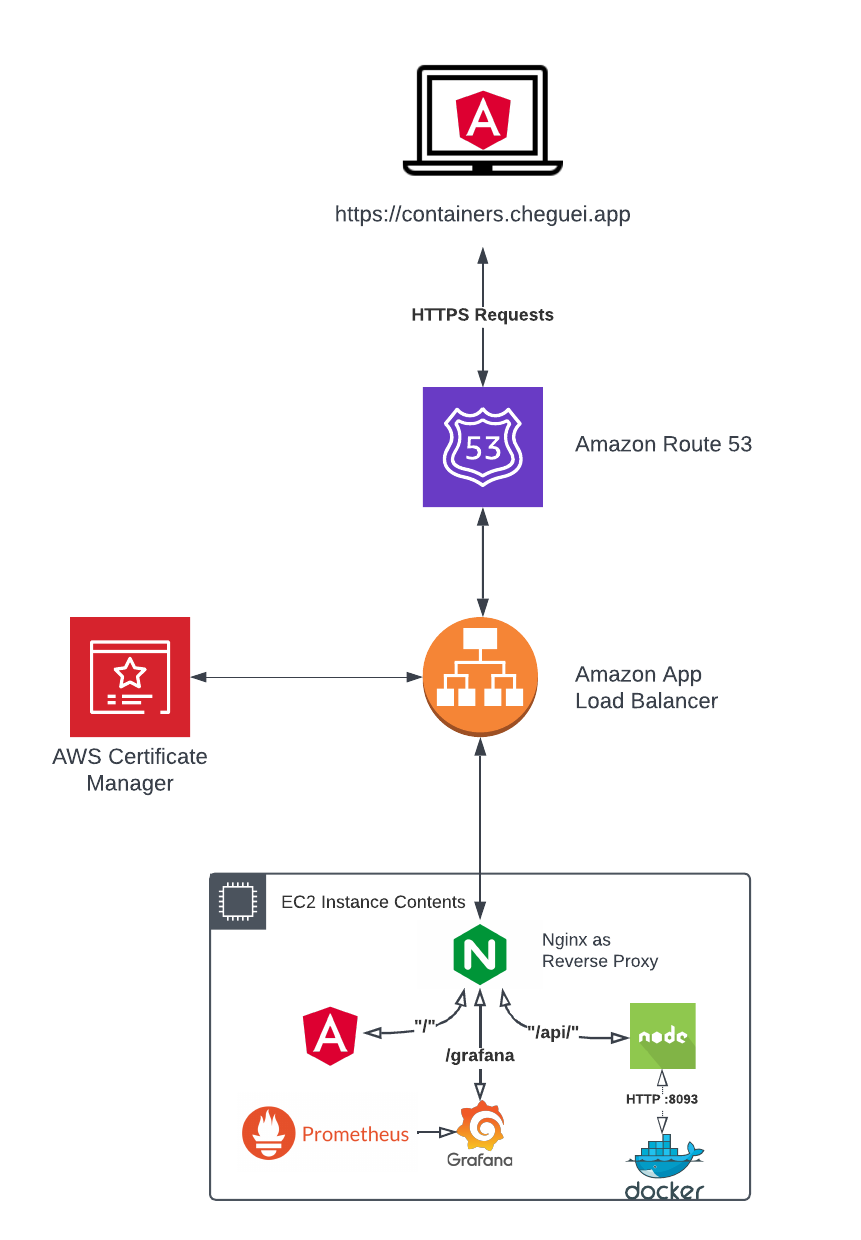 https://containers.cheguei.app
HTTPS Requests
53
Amazon Route 53
Amazon App
Load Balancer
AWS Certificate
Manager
EC2 Instance Contents
N
Nginx as
Reverse Proxy
"/"
/grafana
"/api/"
node
HTTP :8093
Prometheus
Grafana
docker